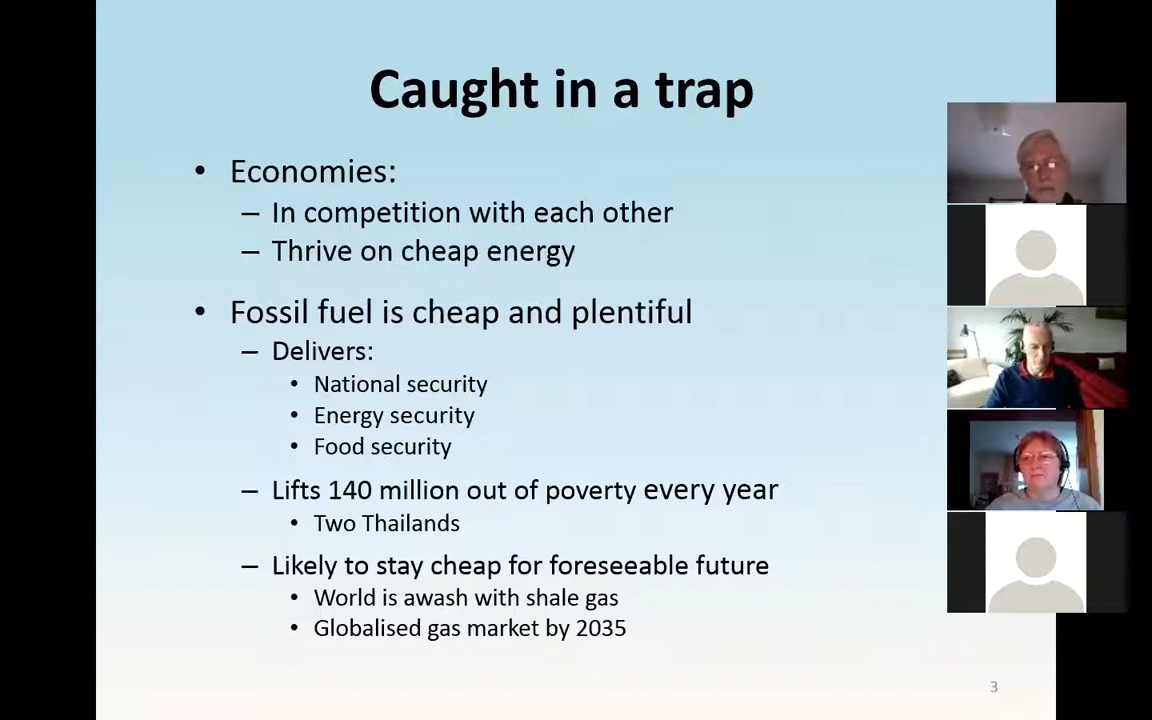 Caught in a trap
• Economies:
– In competition with each other
– Thrive on cheap energy
• Fossil fuel is cheap and plentiful
– Delivers:
• National security
• Energy security
• Food security
– Lifts 140 million out of poverty every year
• Two Thailands
– Likely to stay cheap for foreseeable future
• World is awash with shale gas
• Globalised gas market by 2035
3